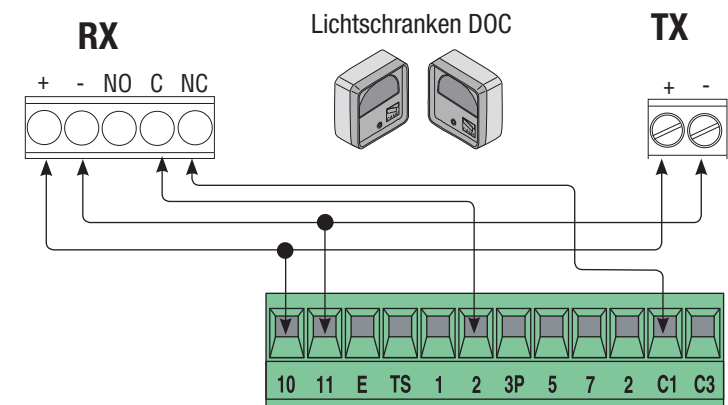 Lichtschranken DOC
RX
TX
+ - NO C NC
+ -
10 11 E TS 1 2 3P 5 7 2 C1 C3